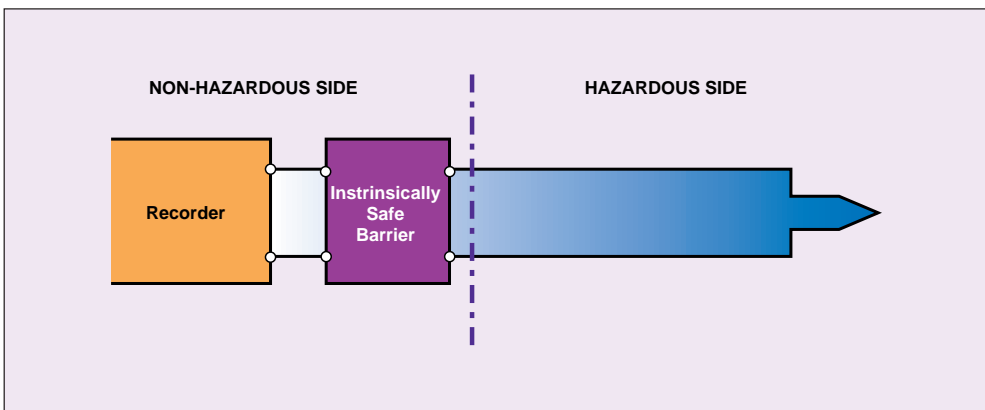 NON-HAZARDOUS SIDE
HAZARDOUS SIDE
Recorder
Instrinsically
Safe
Barrier